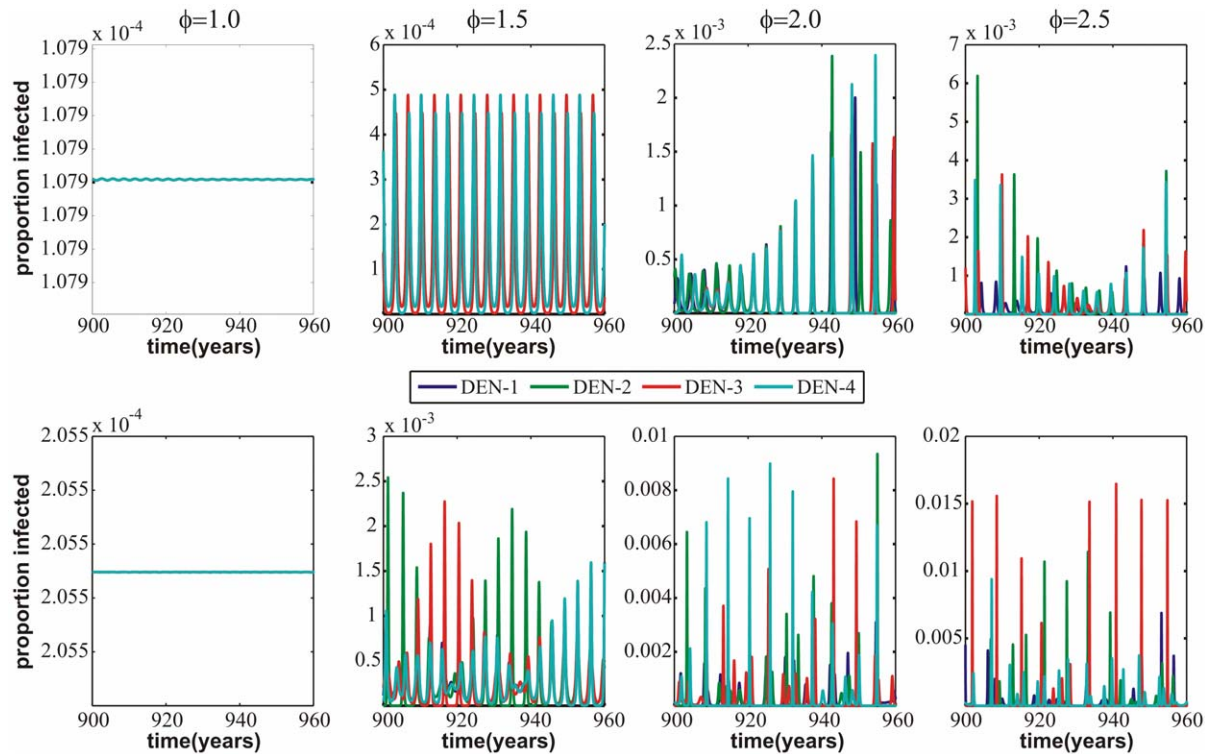 ϕ=1.0
ϕ=1.5
ϕ=2.0
ϕ=2.5
x 10⁻⁴
x 10⁻⁴
x 10⁻³
x 10⁻³
proportion infected
1.079
1.079
1.079
1.079
1.079
1.079
1.079
1.079
900 920 940 960
time(years)
6
5
4
3
2
1
900 920 940 960
time(years)
2.5
2
1.5
1
0.5
900 920 940 960
time(years)
7
6
5
4
3
2
1
900 920 940 960
time(years)
DEN-1 DEN-2 DEN-3 DEN-4
x 10⁻⁴
proportion infected
2.055
2.055
2.055
2.055
2.055
900 920 940 960
time(years)
x 10⁻³
3
2.5
2
1.5
1
0.5
900 920 940 960
time(years)
0.01
0.008
0.006
0.004
0.002
900 920 940 960
time(years)
0.02
0.015
0.01
0.005
900 920 940 960
time(years)